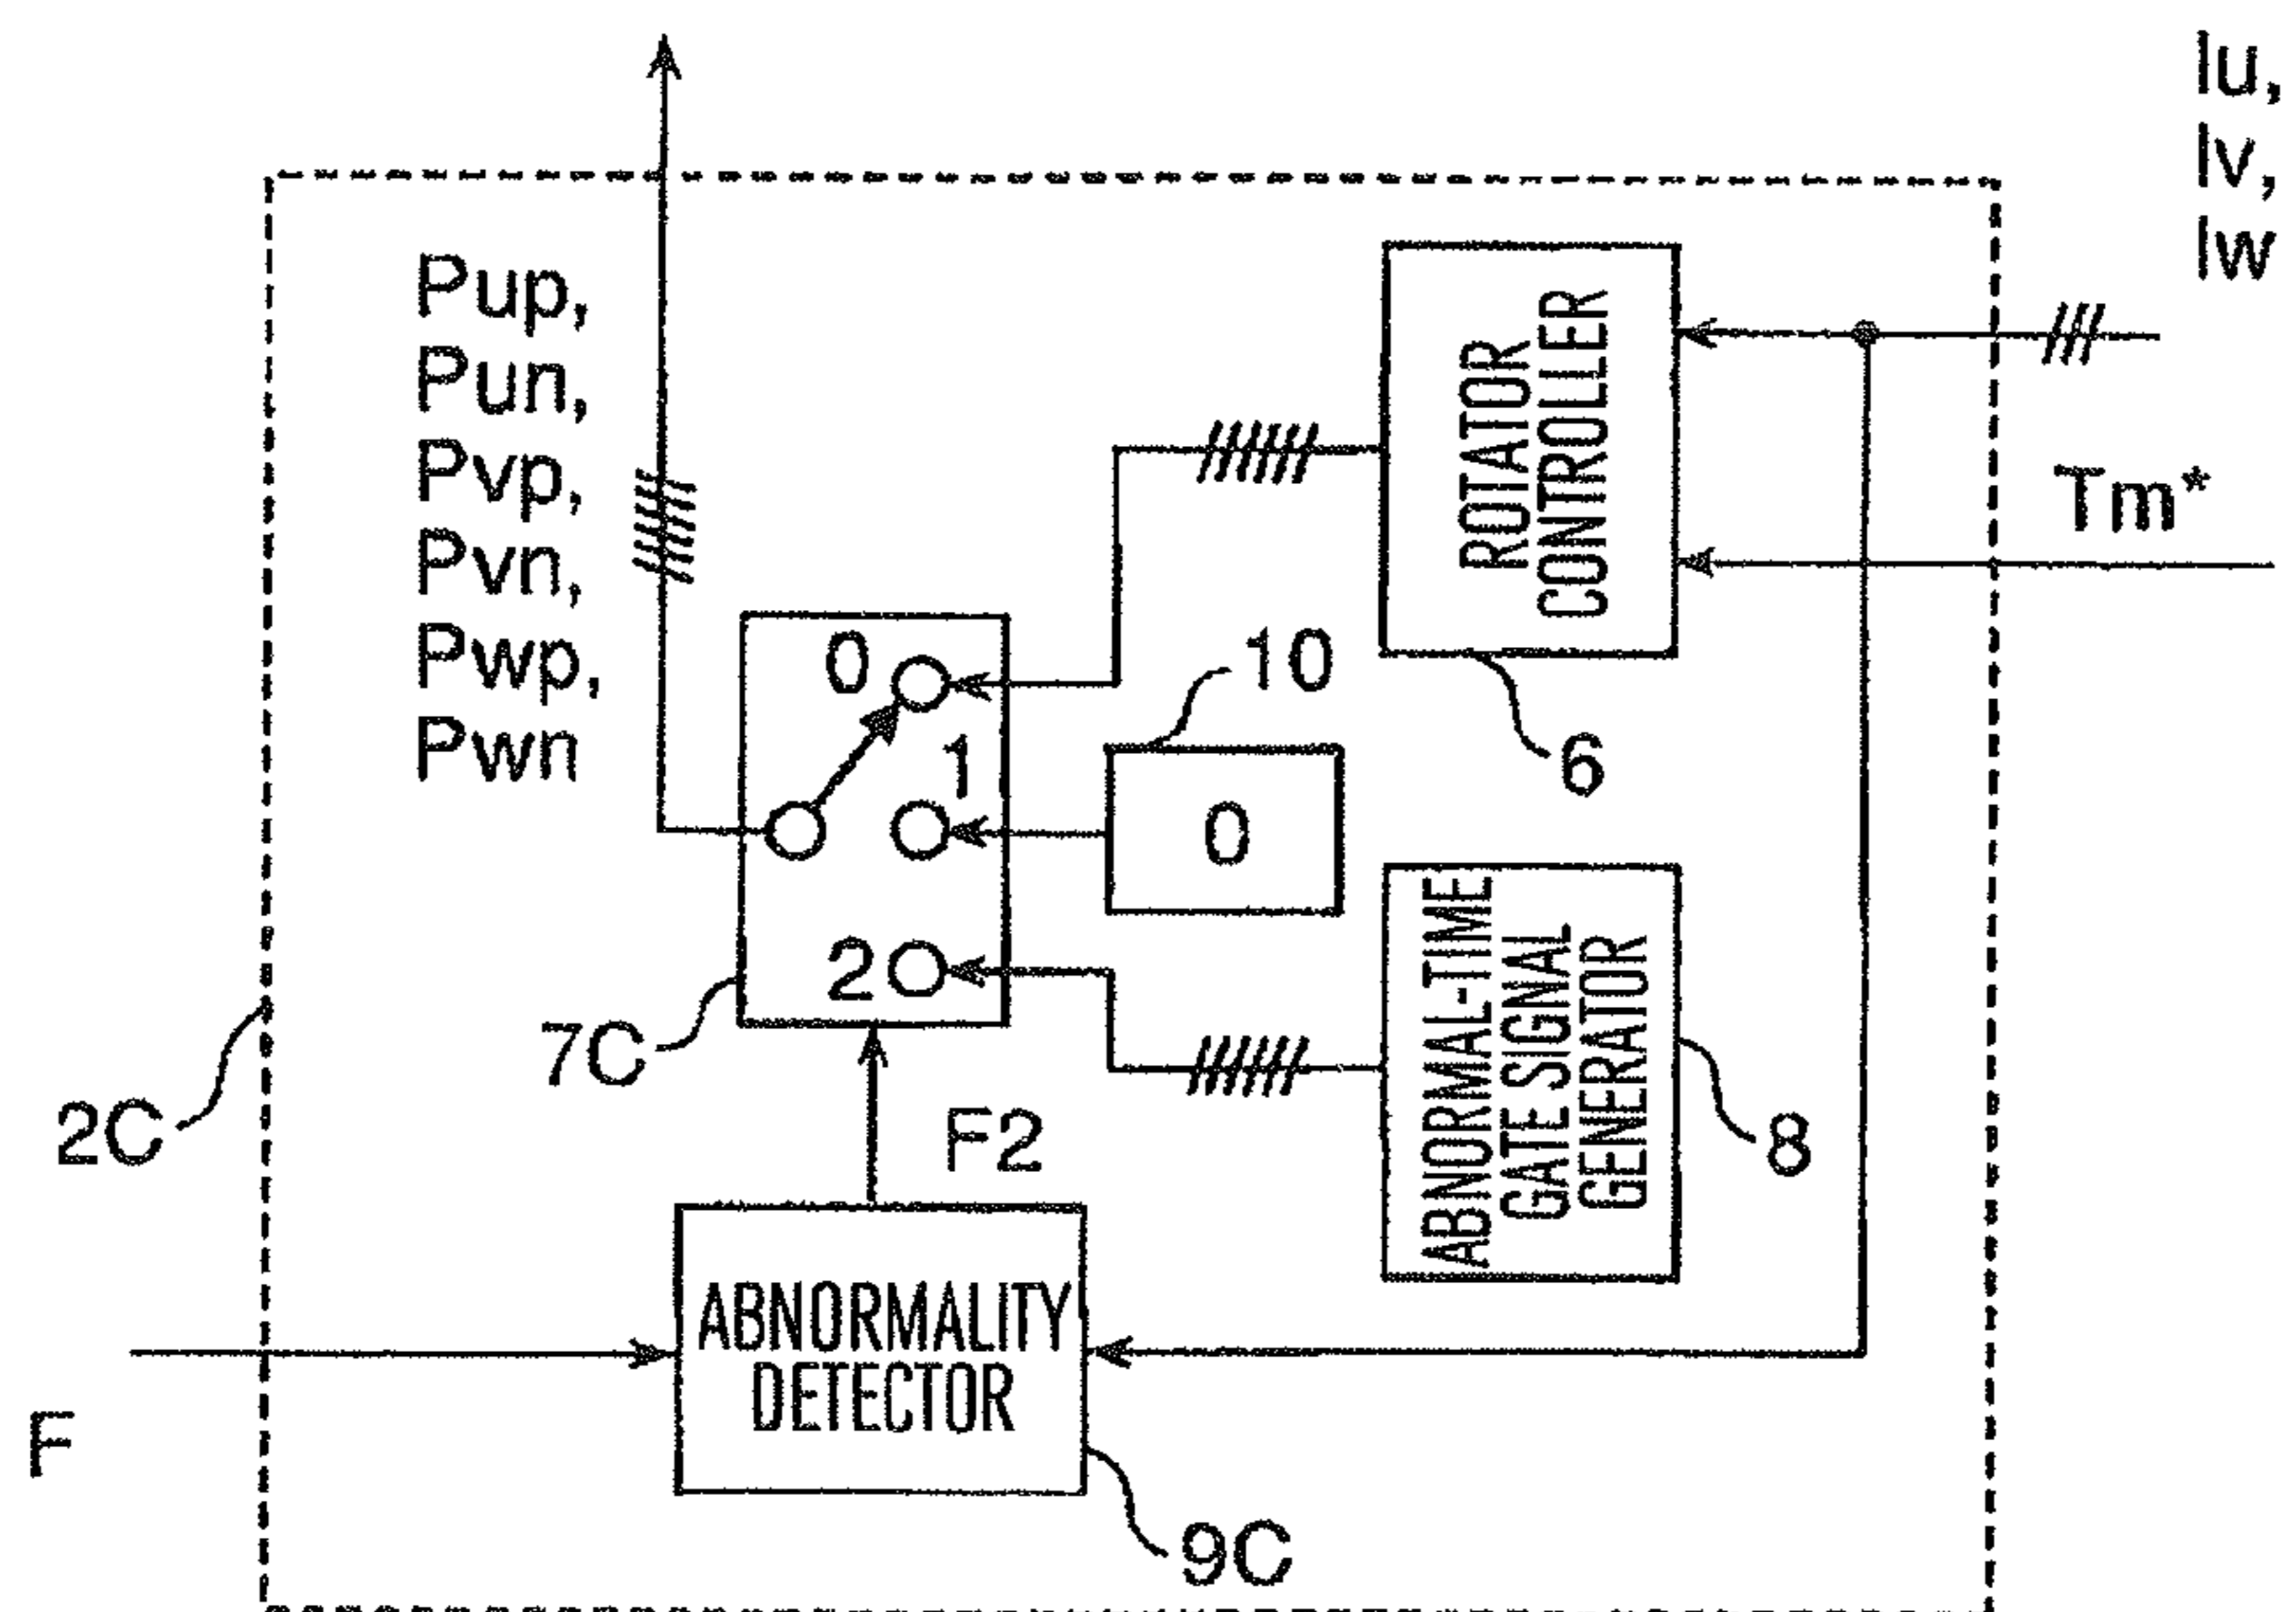 Iu,
Iv,
Iw
Pup,
Pun,
Pvp,
Pvn,
Pwp,
Pwn
ROTATOR
CONTROLLER
Tm*
6
0
1
2
10
0
7C
2C
ABNORMAL-TIME
GATE SIGNAL
GENERATOR
8
F2
ABNORMALITY
DETECTOR
F
9C